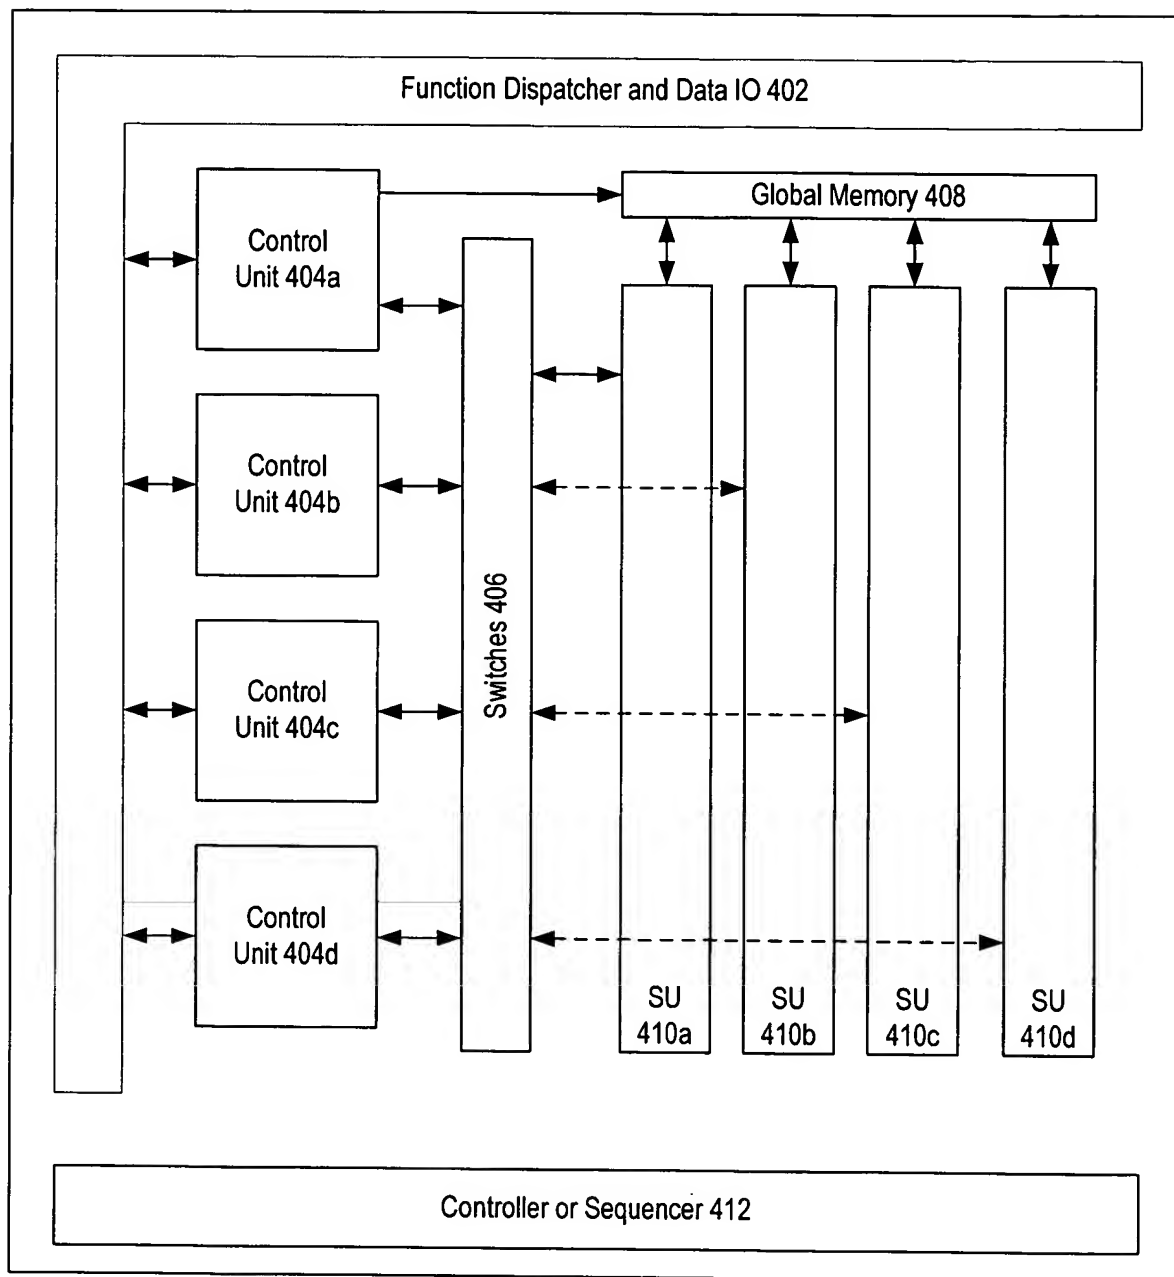 Function Dispatcher and Data IO 402
Control
Unit 404a
Global Memory 408
Control
Unit 404b
Switches 406
Control
Unit 404c
Control
Unit 404d
SU
410a
SU
410b
SU
410c
SU
410d
Controller or Sequencer 412